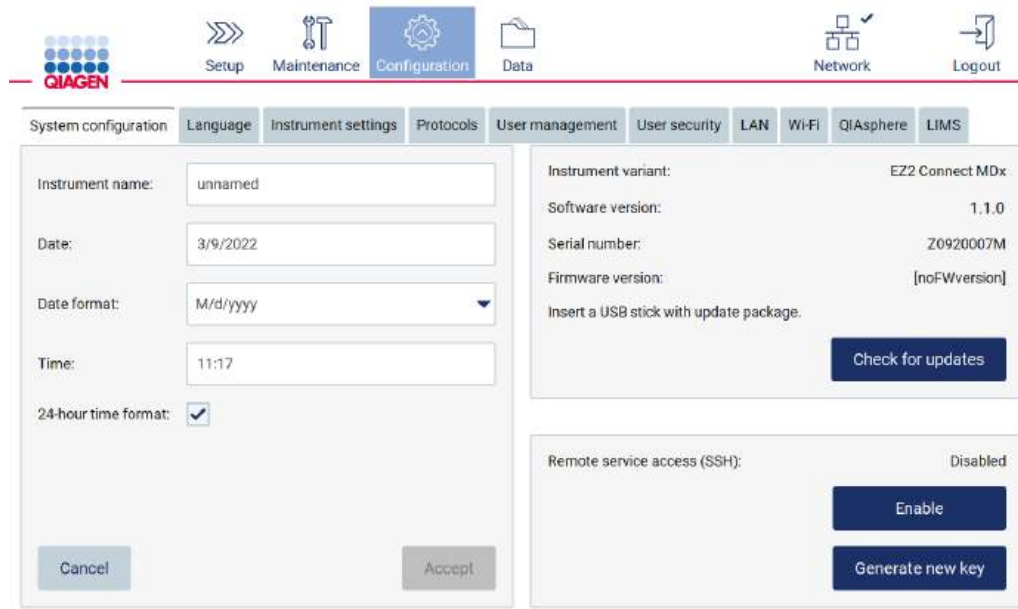 QIAGEN
Setup
Maintenance
Configuration
Data
Network
Logout
System configuration
Language
Instrument settings
Protocols
User management
User security
LAN
Wi-Fi
QIAsphere
LIMS
Instrument name:
unnamed
Date:
3/9/2022
Date format:
M/d/yyyy
Time:
11:17
24-hour time format:
Cancel
Accept
Instrument variant:
EZ2 Connect MDx
Software version:
1.1.0
Serial number:
Z0920007M
Firmware version:
[noFWversion]
Insert a USB stick with update package.
Check for updates
Remote service access (SSH):
Disabled
Enable
Generate new key